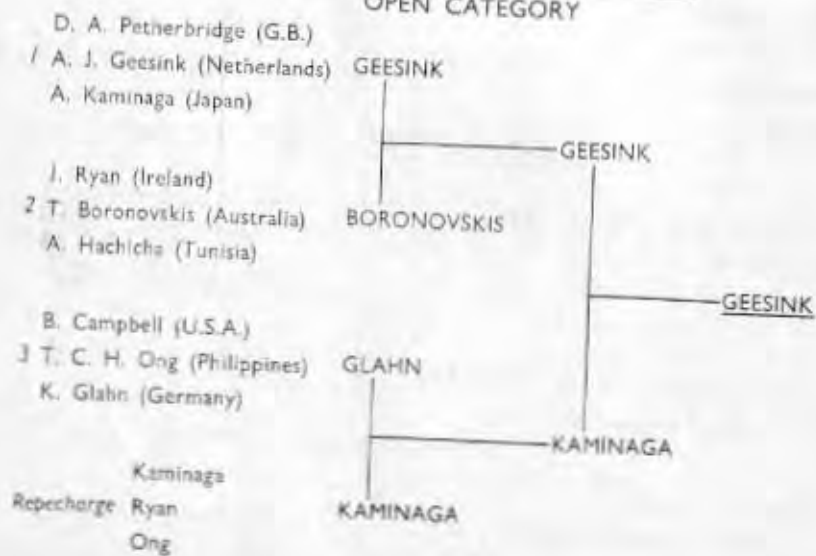 OPEN CATEGORY
D. A. Petherbridge (G.B.)
1 A. J. Geesink (Netherlands) GEESINK
A. Kaminaga (Japan)
GEESINK
J. Ryan (Ireland)
2 T. Boronovskis (Australia) BORONOVSKIS
A. Hachicha (Tunisia)
GEESINK
B. Campbell (U.S.A.)
3 T. C. H. Ong (Philippines) GLAHN
K. Glahn (Germany)
KAMINAGA
Kaminaga
Repecharge Ryan KAMINAGA
Ong